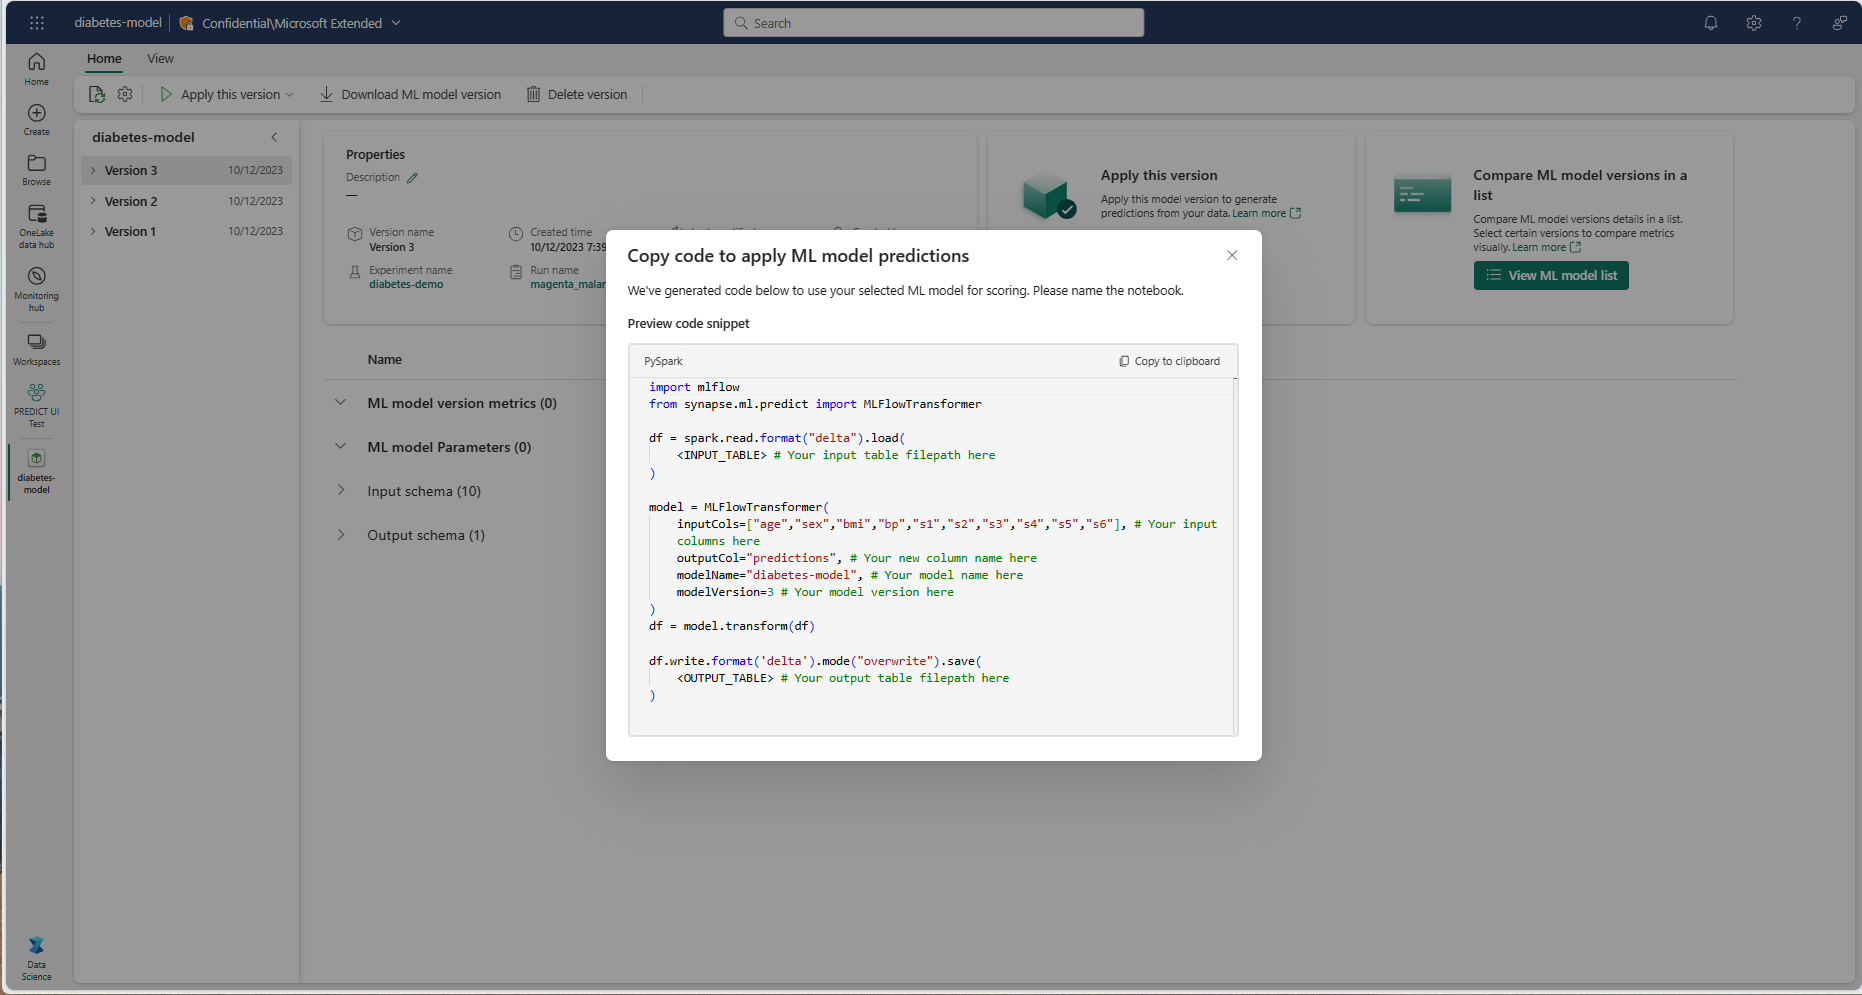 diabetes-model
Confidential\Microsoft Extended
Search
Home
Create
Browse
OneLake
data hub
Monitoring
hub
Workspaces
PREDICT UI
Test
diabetes-
model
Data
Science
Home
View
Apply this version
Download ML model version
Delete version
diabetes-model
Version 3 10/12/2023
Version 2 10/12/2023
Version 1 10/12/2023
Properties
Description
—
Version name
Version 3
Created time
10/12/2023 7:39
Experiment name
diabetes-demo
Run name
magenta_malar
Apply this version
Apply this model version to generate
predictions from your data. Learn more
Compare ML model versions in a
list
Compare ML model versions details in a list.
Select certain versions to compare metrics
visually. Learn more
View ML model list
Name
ML model version metrics (0)
ML model Parameters (0)
Input schema (10)
Output schema (1)
Copy code to apply ML model predictions
We've generated code below to use your selected ML model for scoring. Please name the notebook.
Preview code snippet
PySpark
Copy to clipboard
import mlflow
from synapse.ml.predict import MLFlowTransformer
df = spark.read.format("delta").load(
<INPUT_TABLE> # Your input table filepath here
)
model = MLFlowTransformer(
inputCols=["age","sex","bmi","bp","s1","s2","s3","s4","s5","s6"], # Your input
columns here
outputCol="predictions", # Your new column name here
modelName="diabetes-model", # Your model name here
modelVersion=3 # Your model version here
)
df = model.transform(df)
df.write.format('delta').mode("overwrite").save(
<OUTPUT_TABLE> # Your output table filepath here
)